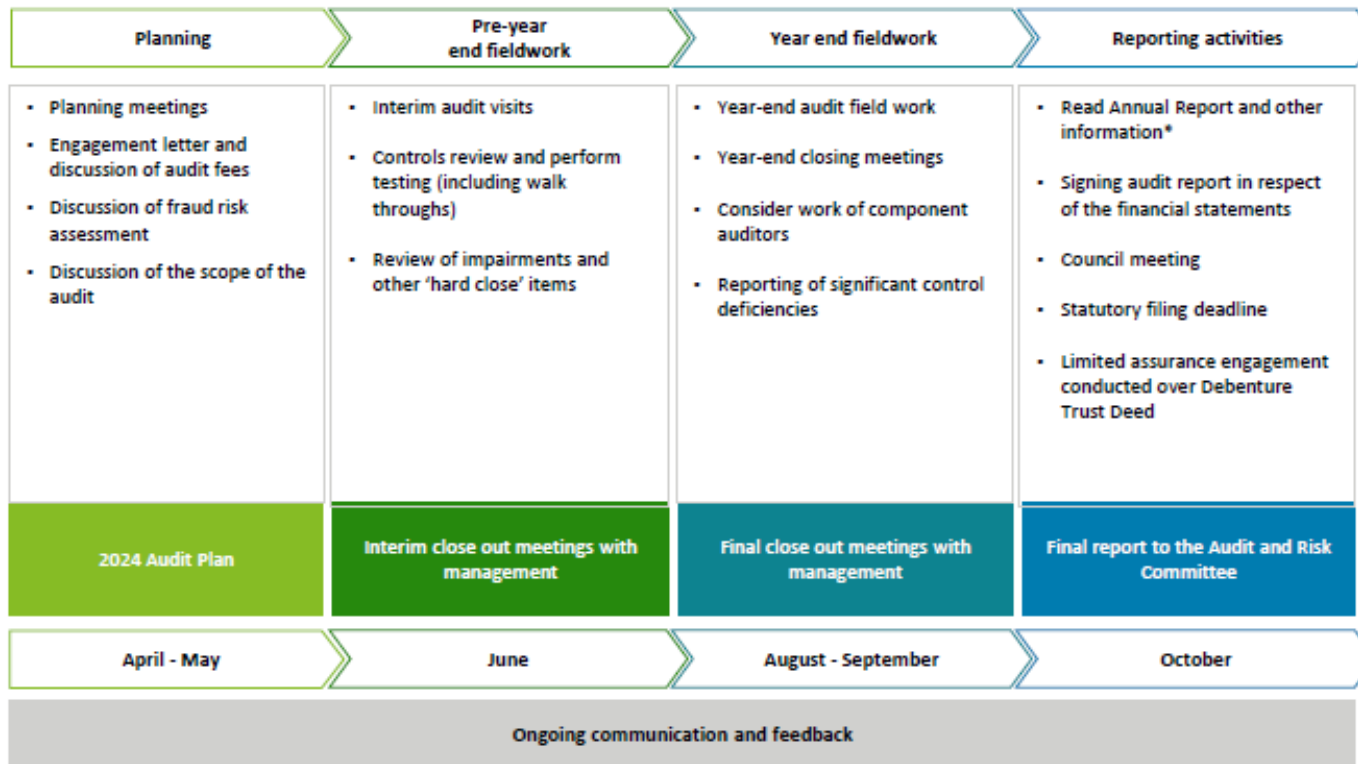 Planning
Pre-year
end fieldwork
Year end fieldwork
Reporting activities
▪ Planning meetings
▪ Engagement letter and
discussion of audit fees
▪ Discussion of fraud risk
assessment
▪ Discussion of the scope of the
audit
▪ Interim audit visits
▪ Controls review and perform
testing (including walk
throughs)
▪ Review of impairments and
other ‘hard close’ items
▪ Year-end audit field work
▪ Year-end closing meetings
▪ Consider work of component
auditors
▪ Reporting of significant control
deficiencies
▪ Read Annual Report and other
information*
▪ Signing audit report in respect
of the financial statements
▪ Council meeting
▪ Statutory filing deadline
▪ Limited assurance engagement
conducted over Debenture
Trust Deed
2024 Audit Plan
Interim close out meetings with
management
Final close out meetings with
management
Final report to the Audit and Risk
Committee
April - May
June
August - September
October
Ongoing communication and feedback